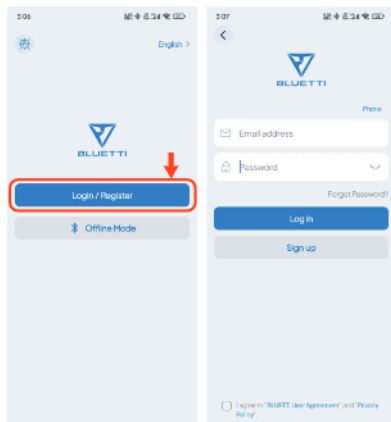 5:06
English >
BLUETTI
Login / Register
Offline Mode
5:07
BLUETTI
Phone
Email address
Password
Forgot Password?
Log in
Sign up
I agree to "BLUETTI User Agreement" and "Privacy
Policy"